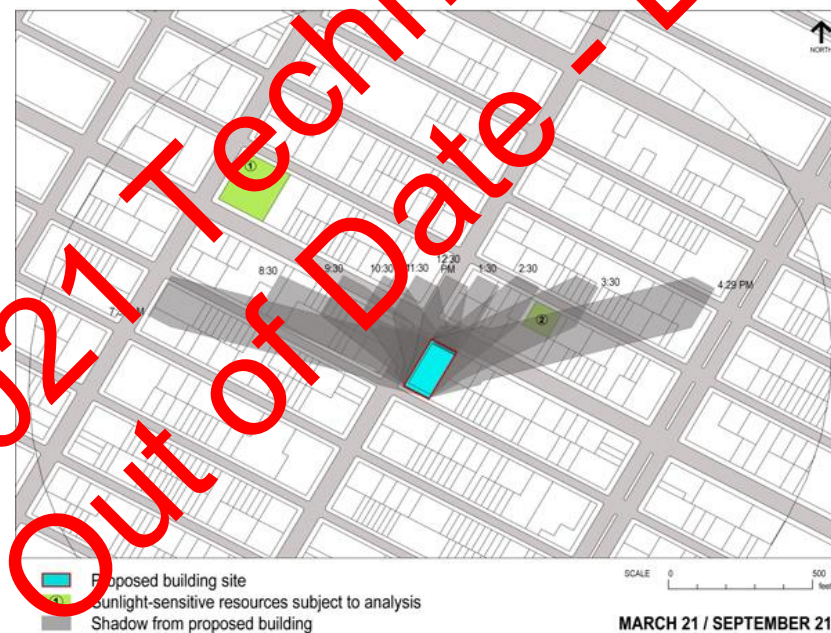 NORTH
①
8:30
9:30
10:30
11:30
12:30
PM
1:30
2:30
3:30
4:29 PM
②
Out of Date -
Proposed building site
① Sunlight-sensitive resources subject to analysis
Shadow from proposed building
SCALE 0 500
feet
MARCH 21 / SEPTEMBER 21